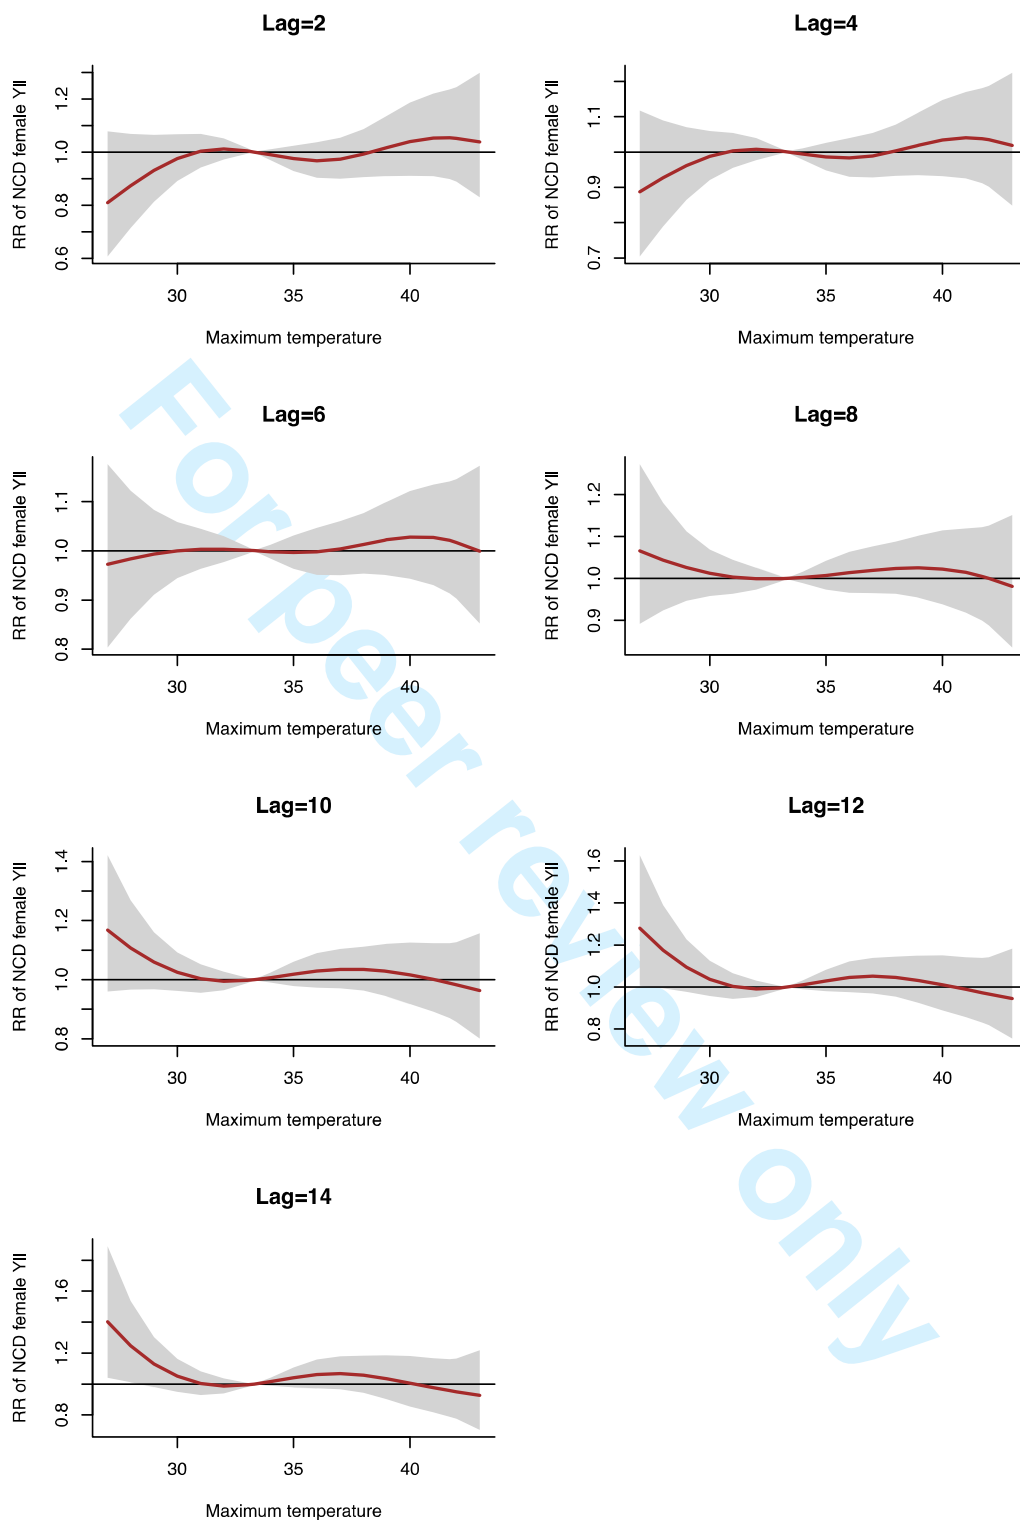 Lag=2
RR of NCD female Yll
0.6 0.8 1.0 1.2
30 35 40
Maximum temperature
Lag=4
RR of NCD female Yll
0.7 0.9 1.1
30 35 40
Maximum temperature
Lag=6
RR of NCD female Yll
0.8 0.9 1.0 1.1
30 35 40
Maximum temperature
Lag=8
RR of NCD female Yll
0.9 1.0 1.1 1.2
30 35 40
Maximum temperature
Lag=10
RR of NCD female Yll
0.8 1.0 1.2 1.4
30 35 40
Maximum temperature
Lag=12
RR of NCD female Yll
0.8 1.0 1.2 1.4 1.6
30 35 40
Maximum temperature
Lag=14
RR of NCD female Yll
0.8 1.2 1.6
30 35 40
Maximum temperature
For peer review only